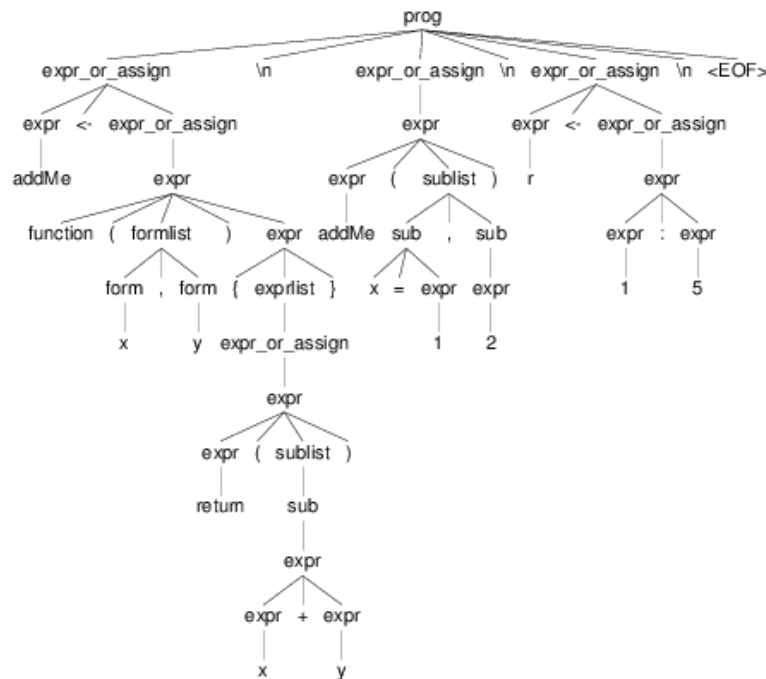 prog
expr_or_assign \n expr_or_assign \n expr_or_assign \n <EOF>
expr <- expr_or_assign expr expr <- expr_or_assign
addMe expr expr ( sublist ) r expr
function ( formlist ) expr addMe sub , sub expr : expr
form , form { exprlist } x = expr expr 1 5
x y expr_or_assign 1 2
expr
expr ( sublist )
return sub
expr
expr + expr
x y